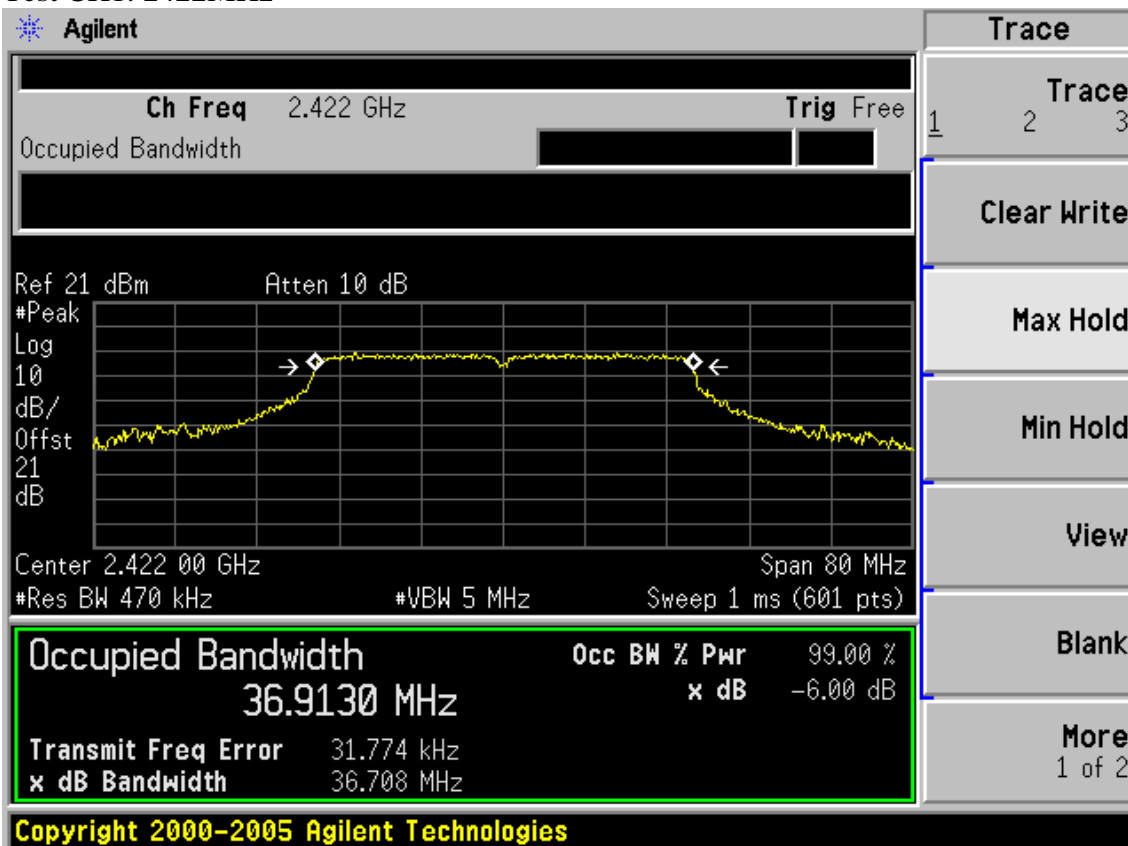 Agilent
Trace
Ch Freq 2.422 GHz Trig Free
Occupied Bandwidth
Trace
1 2 3
Clear Write
Max Hold
Min Hold
View
Blank
More
1 of 2
Ref 21 dBm Atten 10 dB
#Peak
Log
10
dB/
Offst
21
dB
Center 2.422 00 GHz Span 80 MHz
#Res BW 470 kHz #VBW 5 MHz Sweep 1 ms (601 pts)
Occupied Bandwidth Occ BW % Pwr 99.00 %
36.9130 MHz x dB -6.00 dB
Transmit Freq Error 31.774 kHz
x dB Bandwidth 36.708 MHz
Copyright 2000-2005 Agilent Technologies